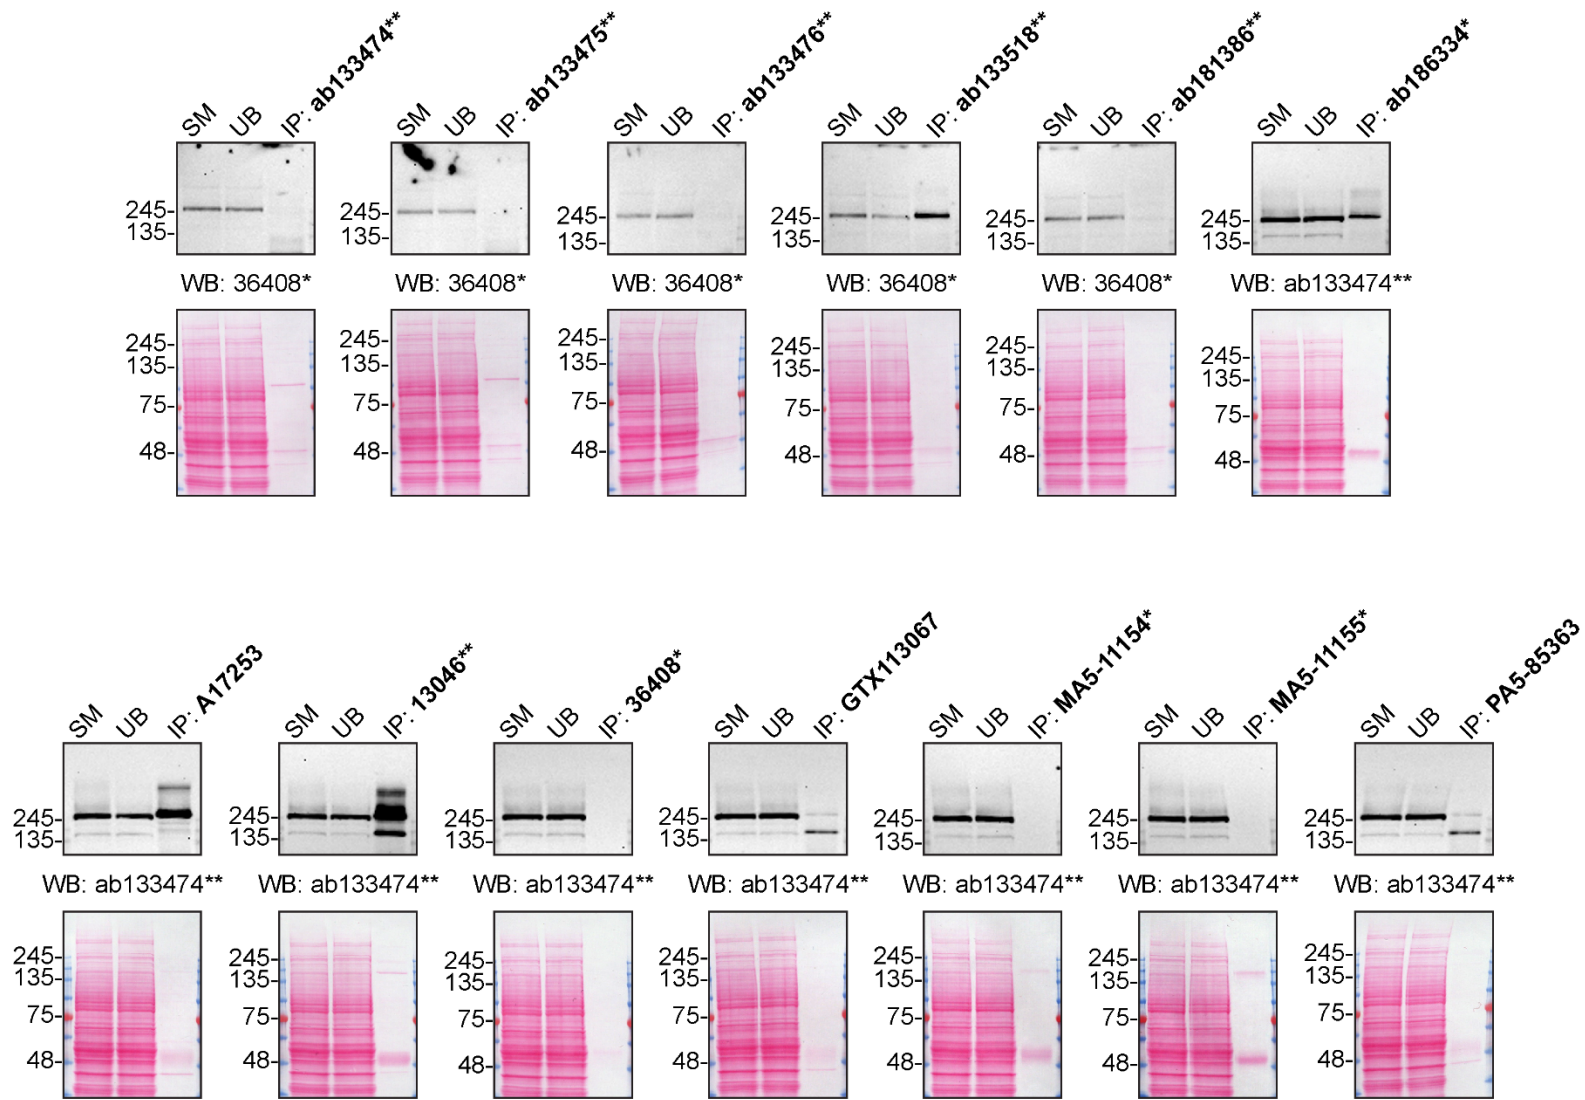 SM UB IP: ab133474** SM UB IP: ab133475** SM UB IP: ab133476** SM UB IP: ab133518** SM UB IP: ab181386** SM UB IP: ab186334*
245- 245- 245- 245- 245- 245-
135- 135- 135- 135- 135- 135-
WB: 36408* WB: 36408* WB: 36408* WB: 36408* WB: 36408* WB: ab133474**
245- 245- 245- 245- 245- 245-
135- 135- 135- 135- 135- 135-
75- 75- 75- 75- 75- 75-
48- 48- 48- 48- 48- 48-
SM UB IP: A17253 SM UB IP: 13046** SM UB IP: 36408* SM UB IP: GTX113067 SM UB IP: MA5-11154* SM UB IP: MA5-11155* SM UB IP: PA5-85363
245- 245- 245- 245- 245- 245- 245-
135- 135- 135- 135- 135- 135- 135-
WB: ab133474** WB: ab133474** WB: ab133474** WB: ab133474** WB: ab133474** WB: ab133474** WB: ab133474**
245- 245- 245- 245- 245- 245- 245-
135- 135- 135- 135- 135- 135- 135-
75- 75- 75- 75- 75- 75- 75-
48- 48- 48- 48- 48- 48- 48-